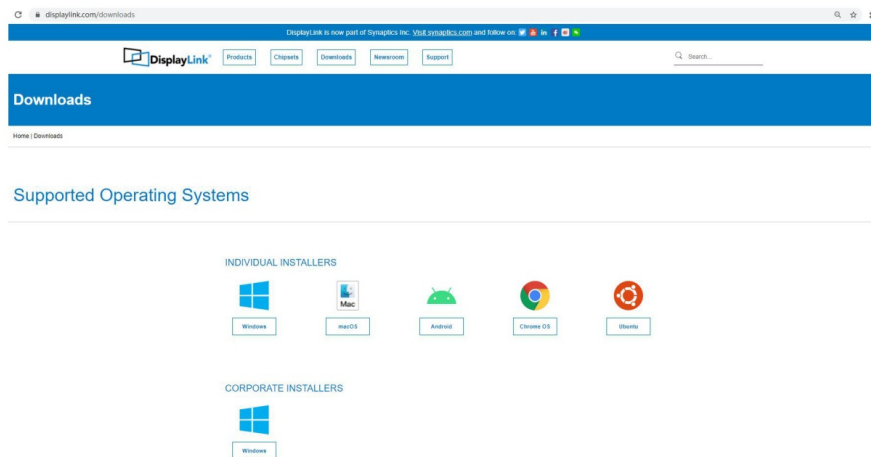 displaylink.com/downloads
DisplayLink is now part of Synaptics Inc. Visit synaptics.com and follow on:
DisplayLink®
Products
Chipsets
Downloads
Newsroom
Support
Search...
Downloads
Home | Downloads
Supported Operating Systems
INDIVIDUAL INSTALLERS
Mac
Windows
macOS
Android
Chrome OS
Ubuntu
CORPORATE INSTALLERS
Windows